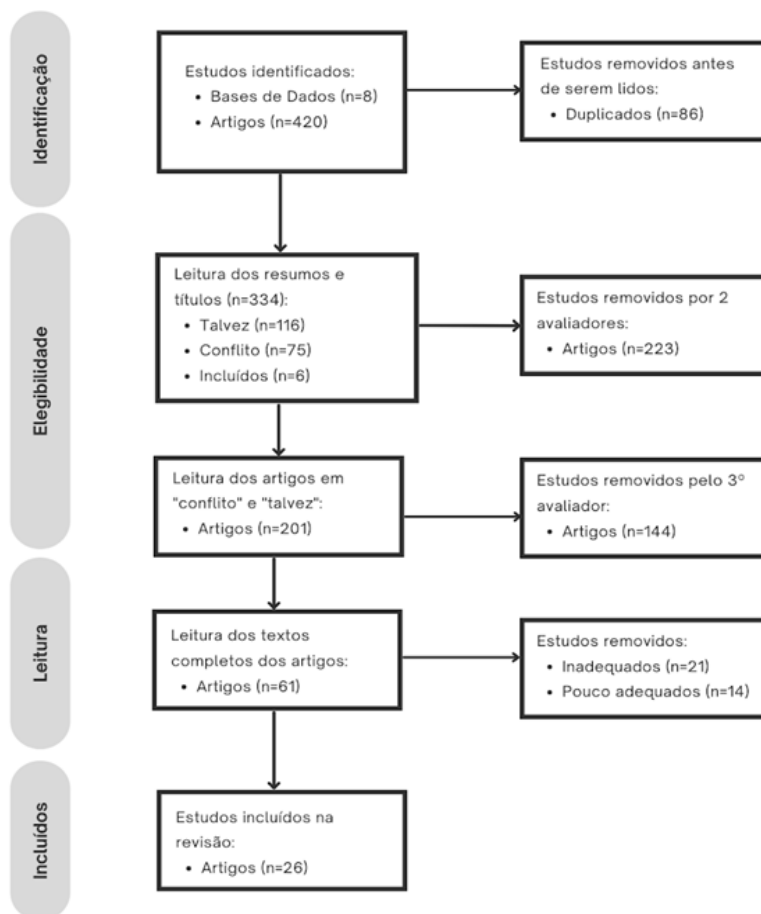 Identificação
Estudos identificados:
• Bases de Dados (n=8)
• Artigos (n=420)
Estudos removidos antes
de serem lidos:
• Duplicados (n=86)
Elegibilidade
Leitura dos resumos e
títulos (n=334):
• Talvez (n=116)
• Conflito (n=75)
• Incluídos (n=6)
Estudos removidos por 2
avaliadores:
• Artigos (n=223)
Leitura dos artigos em
"conflito" e "talvez":
• Artigos (n=201)
Estudos removidos pelo 3º
avaliador:
• Artigos (n=144)
Leitura
Leitura dos textos
completos dos artigos:
• Artigos (n=61)
Estudos removidos:
• Inadequados (n=21)
• Pouco adequados (n=14)
Incluídos
Estudos incluídos na
revisão:
• Artigos (n=26)